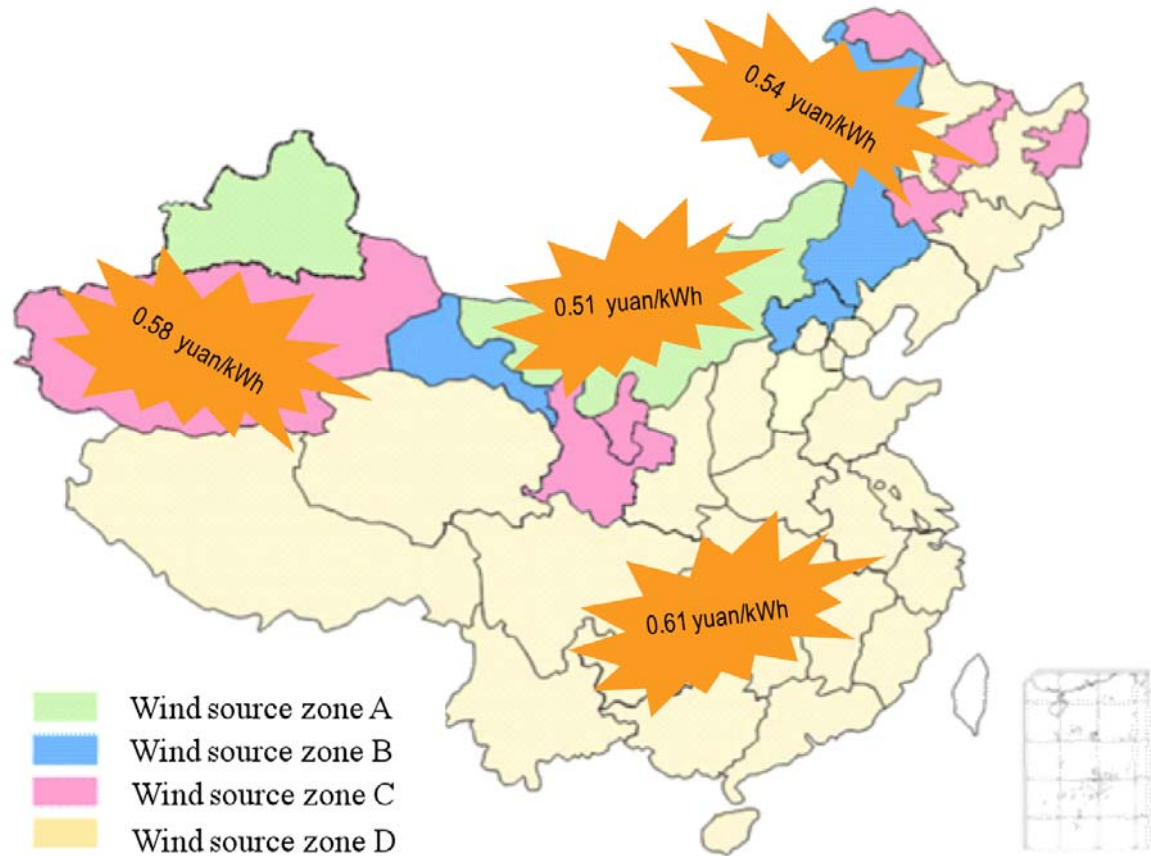 0.54 yuan/kWh
0.51 yuan/kWh
0.58 yuan/kWh
0.61 yuan/kWh
Wind source zone A
Wind source zone B
Wind source zone C
Wind source zone D